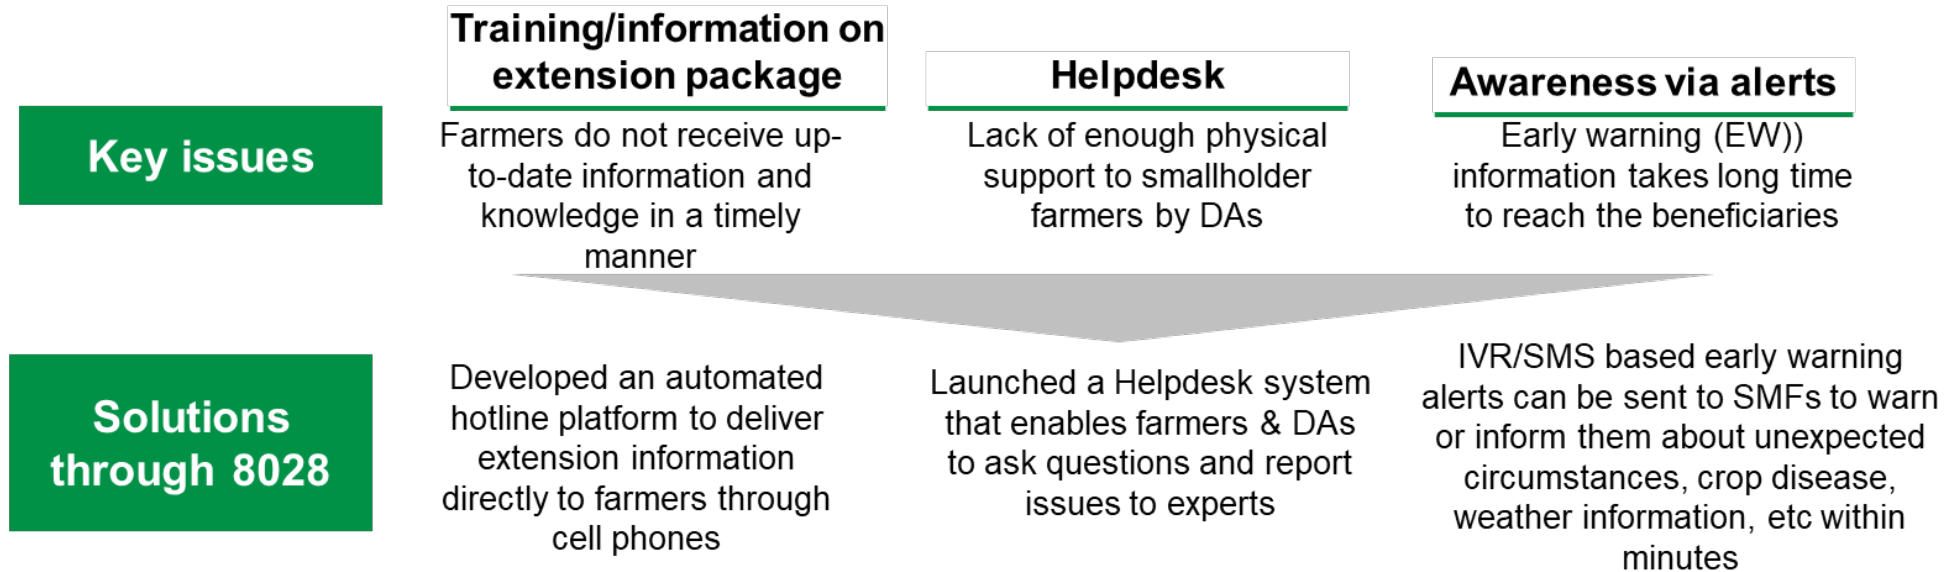 Training/information on
extension package
Helpdesk
Awareness via alerts
Key issues
Farmers do not receive up-
to-date information and
knowledge in a timely
manner
Lack of enough physical
support to smallholder
farmers by DAs
Early warning (EW))
information takes long time
to reach the beneficiaries
Solutions
through 8028
Developed an automated
hotline platform to deliver
extension information
directly to farmers through
cell phones
Launched a Helpdesk system
that enables farmers & DAs
to ask questions and report
issues to experts
IVR/SMS based early warning
alerts can be sent to SMFs to warn
or inform them about unexpected
circumstances, crop disease,
weather information, etc within
minutes